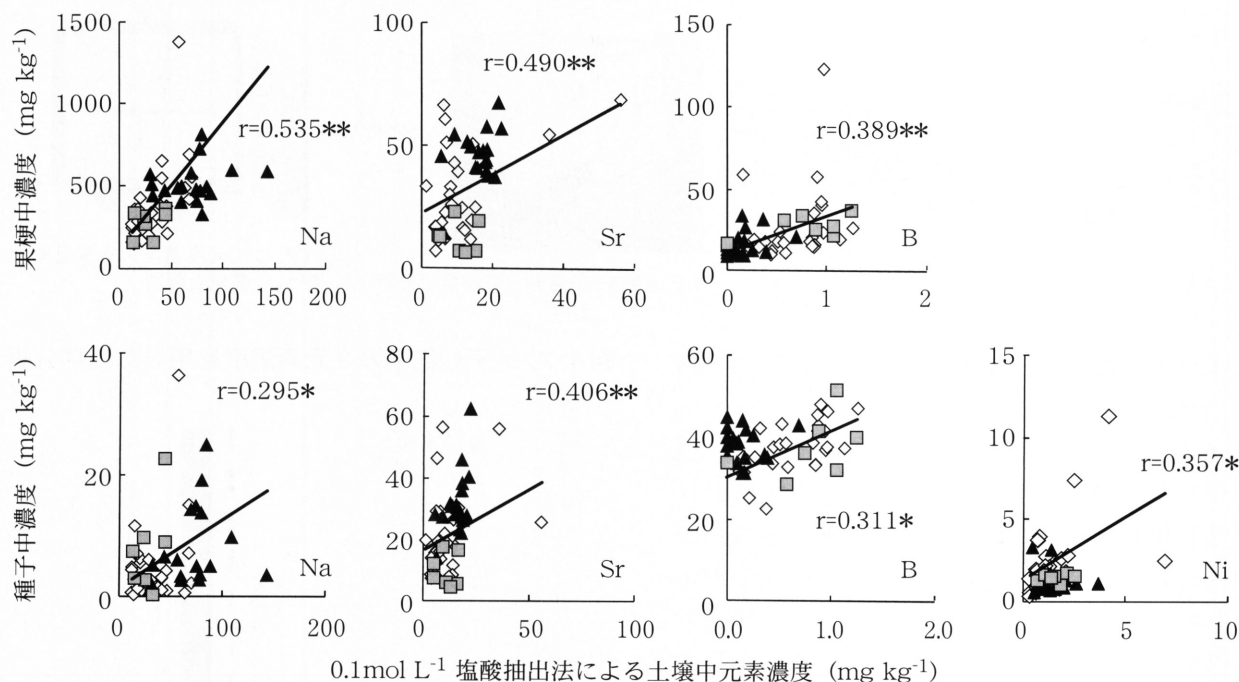 果梗中濃度 (mg kg⁻¹)
1500
1000
500
0
0 50 100 150 200
r=0.535**
Na
100
50
0
0 20 40 60
r=0.490**
Sr
150
100
50
0
0 1 2
r=0.389**
B
種子中濃度 (mg kg⁻¹)
40
20
0
0 100 200
r=0.295*
Na
80
60
40
20
0
0 50 100
r=0.406**
Sr
60
40
20
0
0.0 1.0 2.0
r=0.311*
B
15
10
5
0
0 5 10
r=0.357*
Ni
0.1mol L⁻¹ 塩酸抽出法による土壌中元素濃度 (mg kg⁻¹)